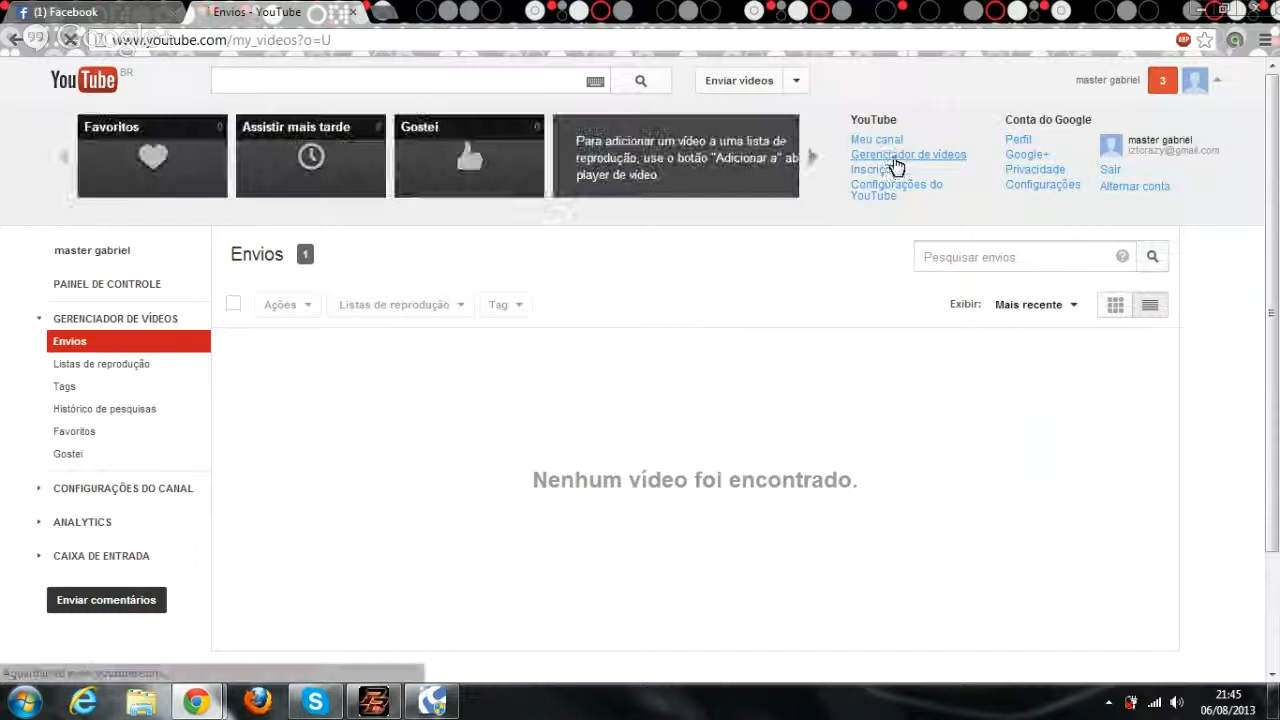 (1) Facebook
Envios - YouTube
www.youtube.com/my_videos?o=U
YouTube BR
Enviar vídeos
master gabriel
3
Favoritos 0
Assistir mais tarde
Gostei 0
Para adicionar um vídeo a uma lista de
reprodução, use o botão "Adicionar a" ab
player de vídeo.
YouTube
Meu canal
Gerenciador de vídeos
Configurações do
YouTube
Conta do Google
Perfil
Google+
Privacidade
Configurações
master gabriel
iztcrazy@gmail.com
Sair
Alternar conta
master gabriel
PAINEL DE CONTROLE
GERENCIADOR DE VÍDEOS
Envios
Listas de reprodução
Tags
Histórico de pesquisas
Favoritos
Gostei
CONFIGURAÇÕES DO CANAL
ANALYTICS
CAIXA DE ENTRADA
Enviar comentários
Envios 1
Pesquisar envios
Ações
Listas de reprodução
Tag
Exibir:
Mais recente
Nenhum vídeo foi encontrado.
21:45
06/08/2013